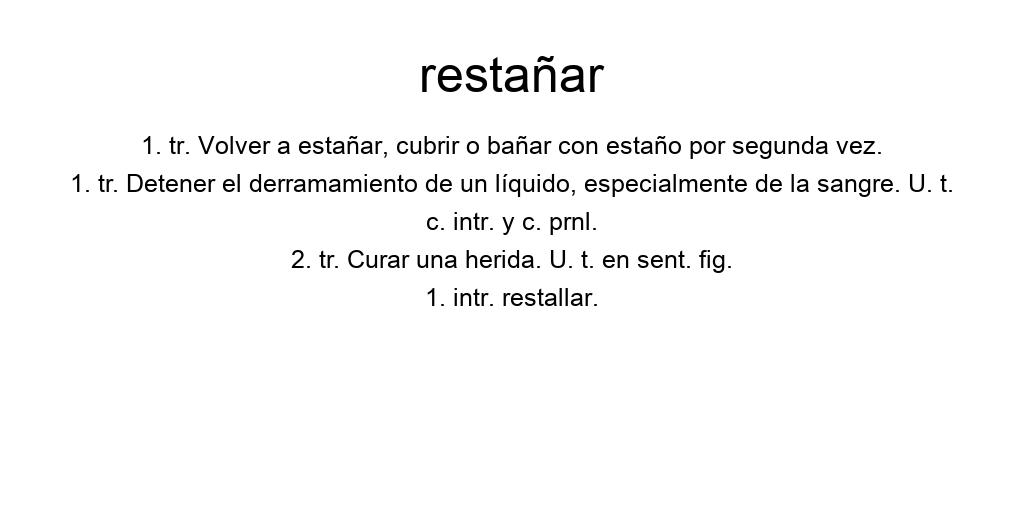 restañar
1. tr. Volver a estañar, cubrir o bañar con estaño por segunda vez.
1. tr. Detener el derramamiento de un líquido, especialmente de la sangre. U. t.
c. intr. y c. prnl.
2. tr. Curar una herida. U. t. en sent. fig.
1. intr. restallar.